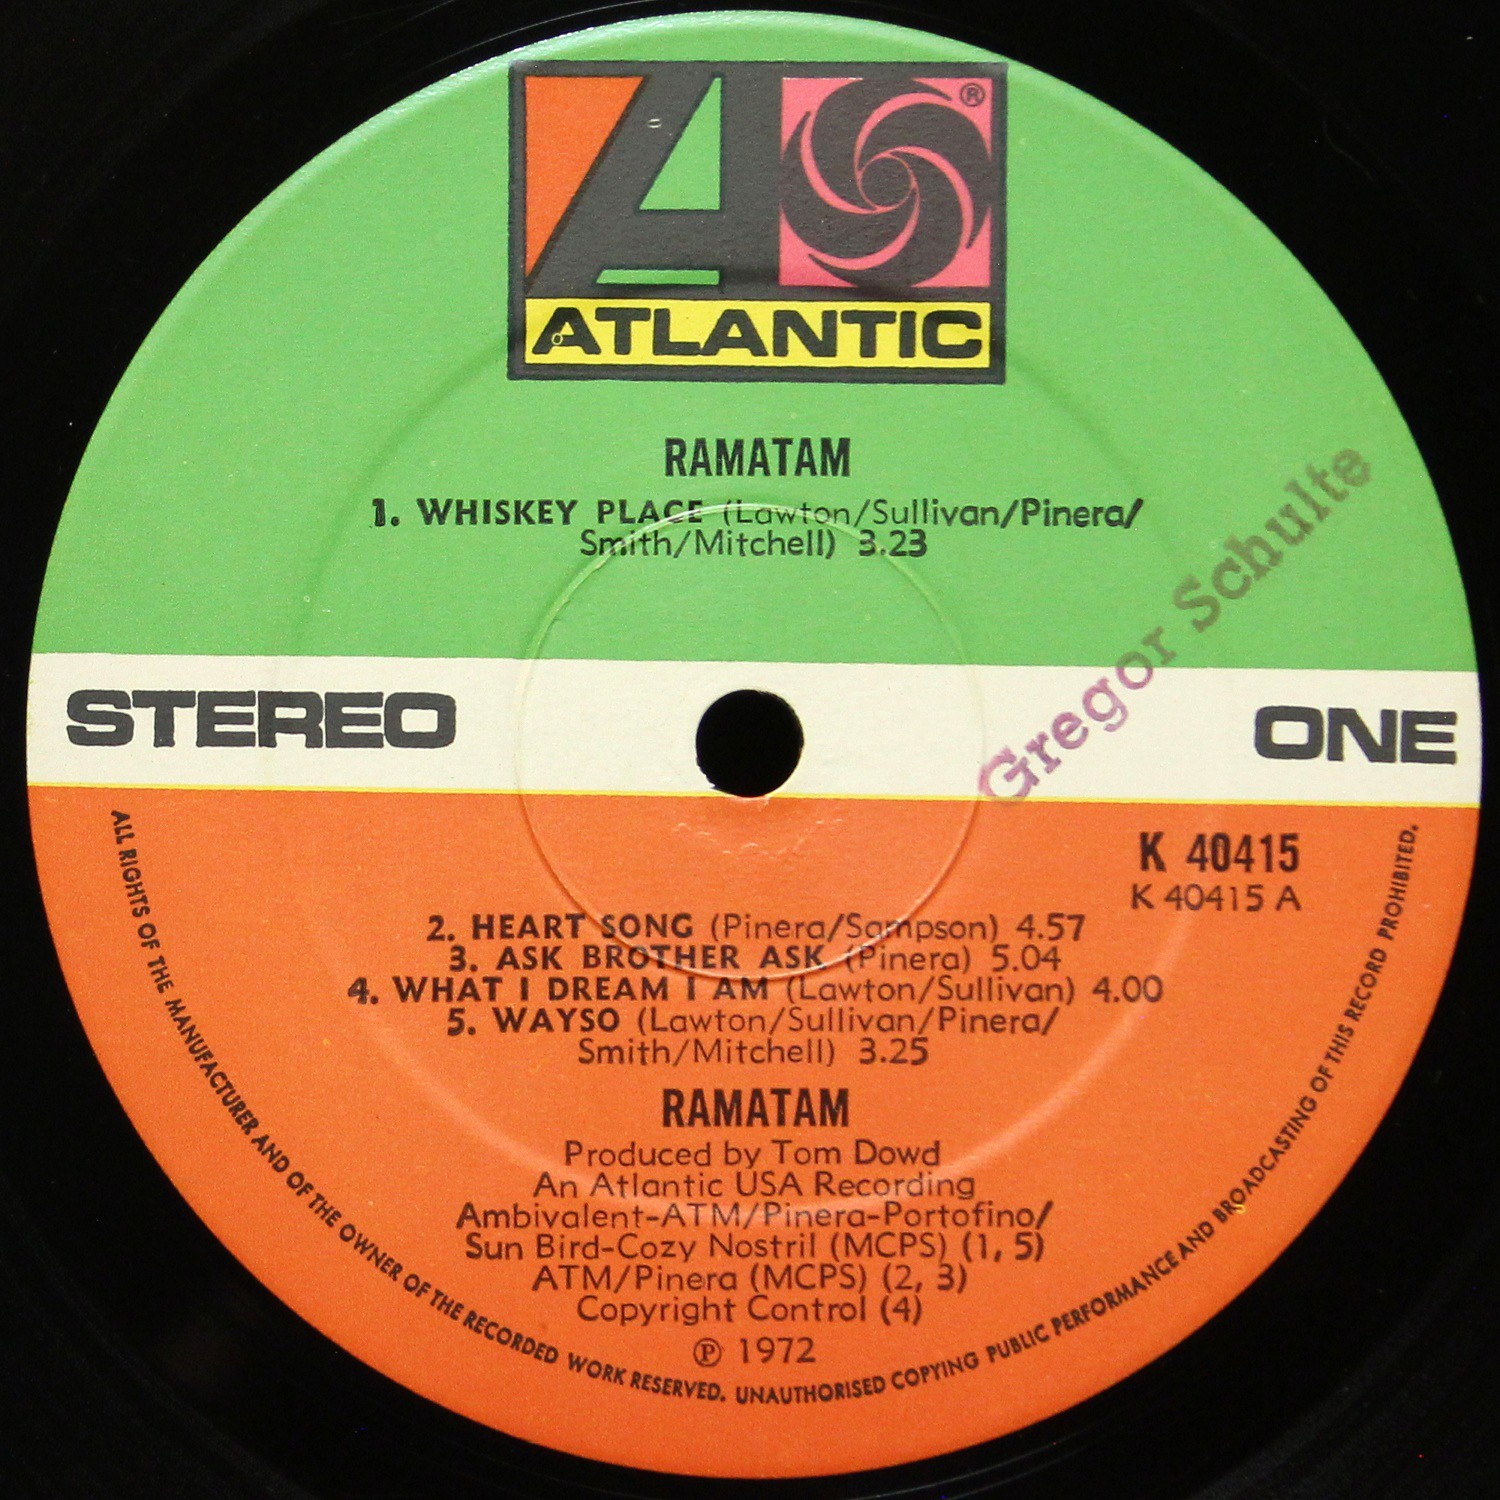 ®
ATLANTIC
RAMATAM
1. WHISKEY PLACE (Lawton/Sullivan/Pinera/
Smith/Mitchell) 3.23
Gregor Schulte
STEREO
ONE
K 40415
K 40415 A
2. HEART SONG (Pinera/Sampson) 4.57
3. ASK BROTHER ASK (Pinera) 5.04
4. WHAT I DREAM I AM (Lawton/Sullivan) 4.00
5. WAYSO (Lawton/Sullivan/Pinera/
Smith/Mitchell) 3.25
RAMATAM
Produced by Tom Dowd
An Atlantic USA Recording
Ambivalent-ATM/Pinera-Portofino/
Sun Bird-Cozy Nostril (MCPS) (1, 5)
ATM/Pinera (MCPS) (2, 3)
Copyright Control (4)
℗ 1972
ALL RIGHTS OF THE MANUFACTURER AND OF THE OWNER OF THE RECORDED WORK RESERVED. UNAUTHORISED COPYING PUBLIC PERFORMANCE AND BROADCASTING OF THIS RECORD PROHIBITED.